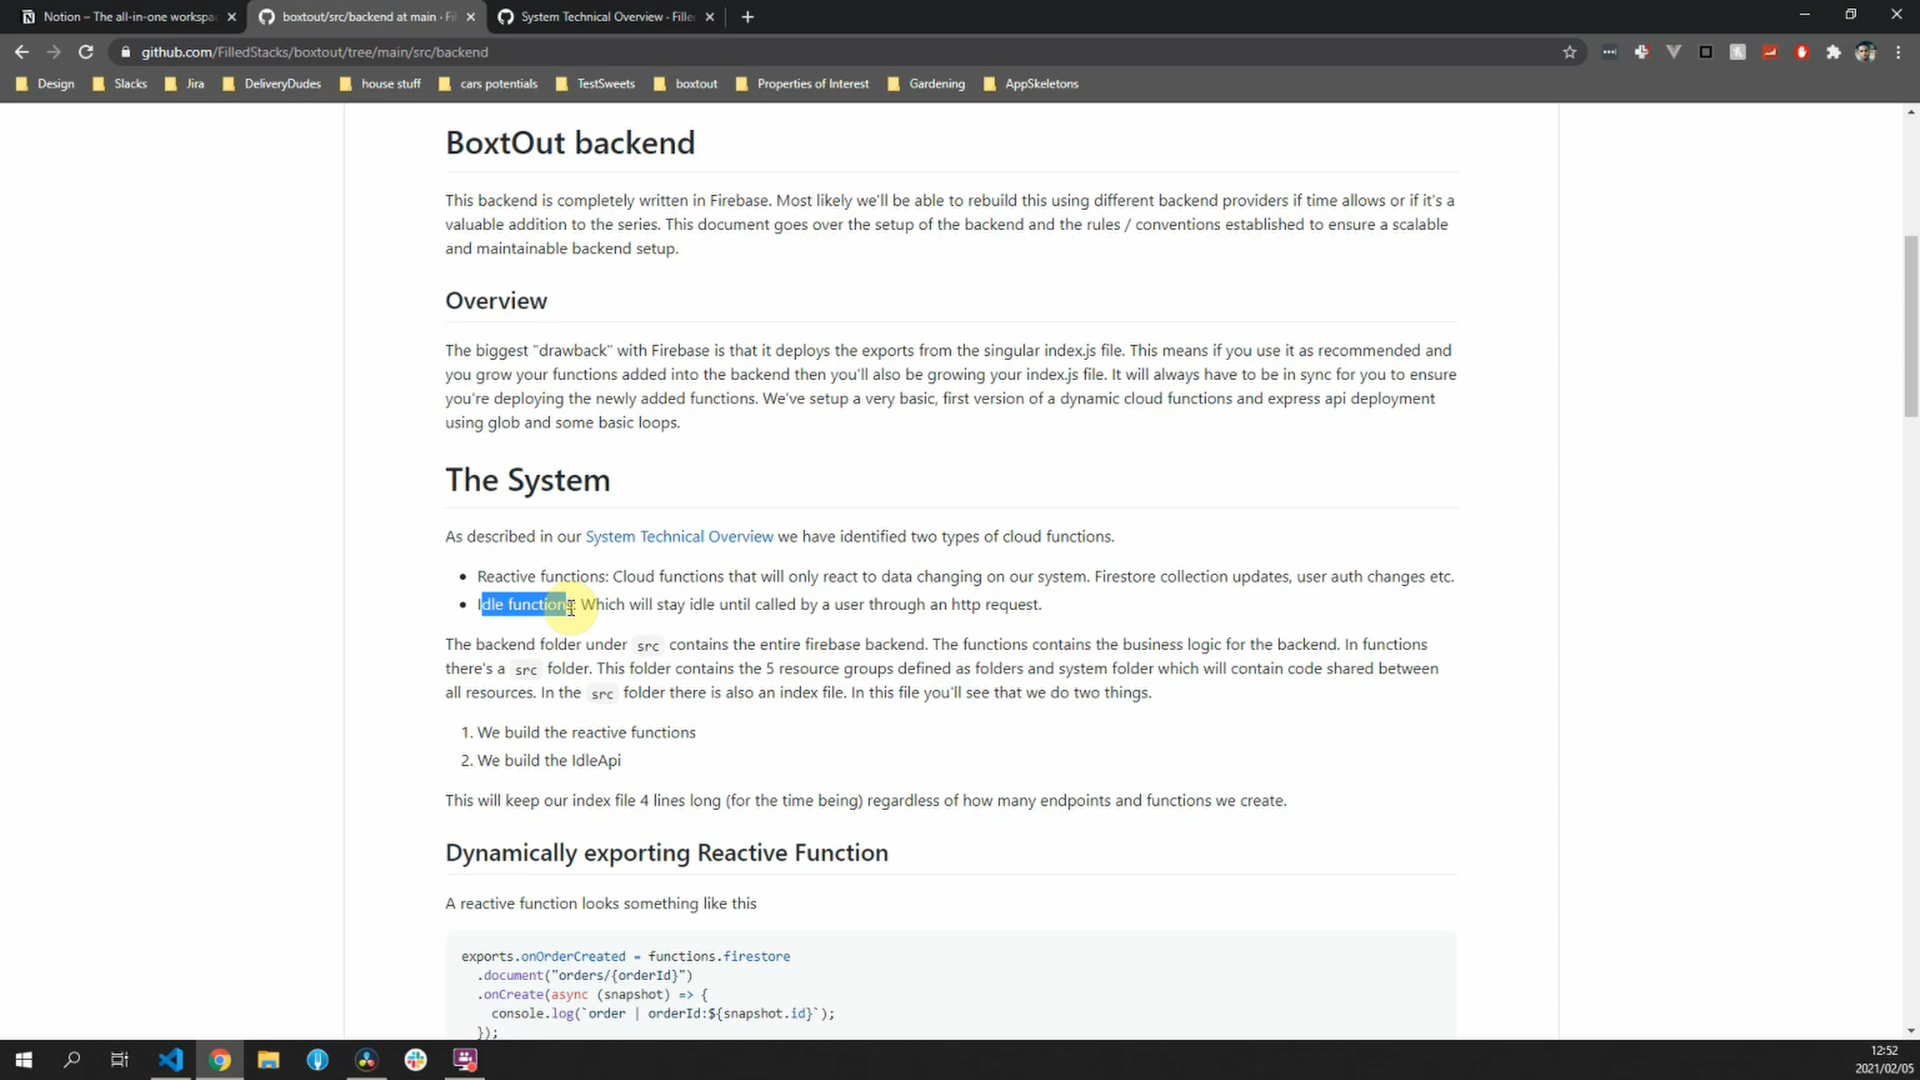 Notion – The all-in-one workspa
boxtout/src/backend at main · Fi
System Technical Overview · Fille
github.com/FilledStacks/boxtout/tree/main/src/backend
Design
Slacks
Jira
DeliveryDudes
house stuff
cars potentials
TestSweets
boxtout
Properties of Interest
Gardening
AppSkeletons
BoxtOut backend
This backend is completely written in Firebase. Most likely we'll be able to rebuild this using different backend providers if time allows or if it's a
valuable addition to the series. This document goes over the setup of the backend and the rules / conventions established to ensure a scalable
and maintainable backend setup.
Overview
The biggest "drawback" with Firebase is that it deploys the exports from the singular index.js file. This means if you use it as recommended and
you grow your functions added into the backend then you'll also be growing your index.js file. It will always have to be in sync for you to ensure
you're deploying the newly added functions. We've setup a very basic, first version of a dynamic cloud functions and express api deployment
using glob and some basic loops.
The System
As described in our System Technical Overview we have identified two types of cloud functions.
• Reactive functions: Cloud functions that will only react to data changing on our system. Firestore collection updates, user auth changes etc.
• Idle functions: Which will stay idle until called by a user through an http request.
The backend folder under src contains the entire firebase backend. The functions contains the business logic for the backend. In functions
there's a src folder. This folder contains the 5 resource groups defined as folders and system folder which will contain code shared between
all resources. In the src folder there is also an index file. In this file you'll see that we do two things.
1. We build the reactive functions
2. We build the IdleApi
This will keep our index file 4 lines long (for the time being) regardless of how many endpoints and functions we create.
Dynamically exporting Reactive Function
A reactive function looks something like this
exports.onOrderCreated = functions.firestore
.document("orders/{orderId}")
.onCreate(async (snapshot) => {
console.log(`order | orderId:${snapshot.id}`);
});
12:52
2021/02/05